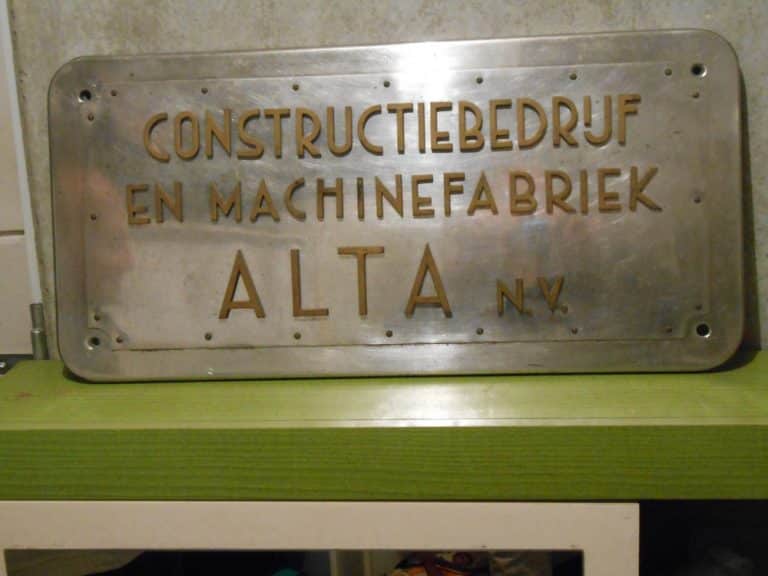 CONSTRUCTIEBEDRIJF
EN MACHINEFABRIEK
ALTA N.V.